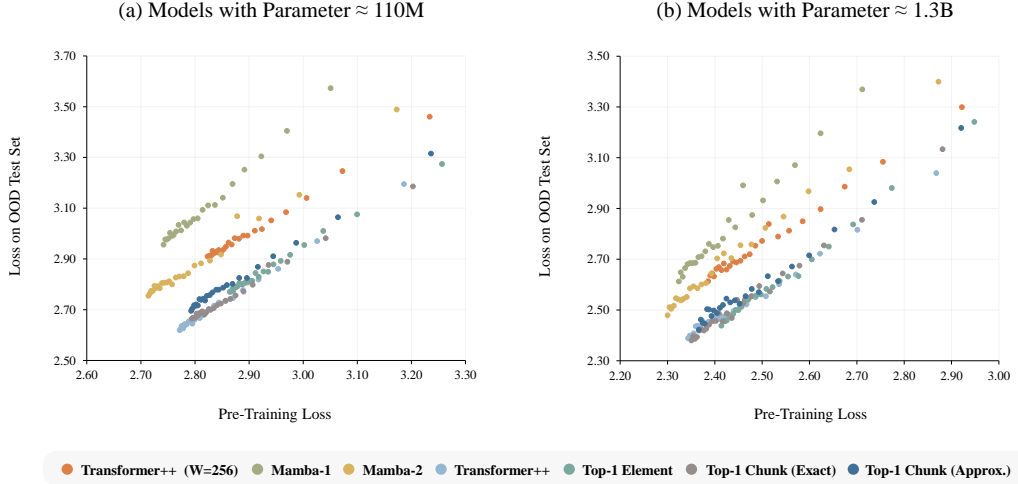 (a) Models with Parameter ≈ 110M
3.70
3.50
3.30
3.10
2.90
2.70
2.50
2.60
2.70
2.80
2.90
3.00
3.10
3.20
3.30
Loss on OOD Test Set
Pre-Training Loss
(b) Models with Parameter ≈ 1.3B
3.50
3.30
3.10
2.90
2.70
2.50
2.30
2.20
2.30
2.40
2.50
2.60
2.70
2.80
2.90
3.00
Loss on OOD Test Set
Pre-Training Loss
Transformer++ (W=256)
Mamba-1
Mamba-2
Transformer++
Top-1 Element
Top-1 Chunk (Exact)
Top-1 Chunk (Approx.)